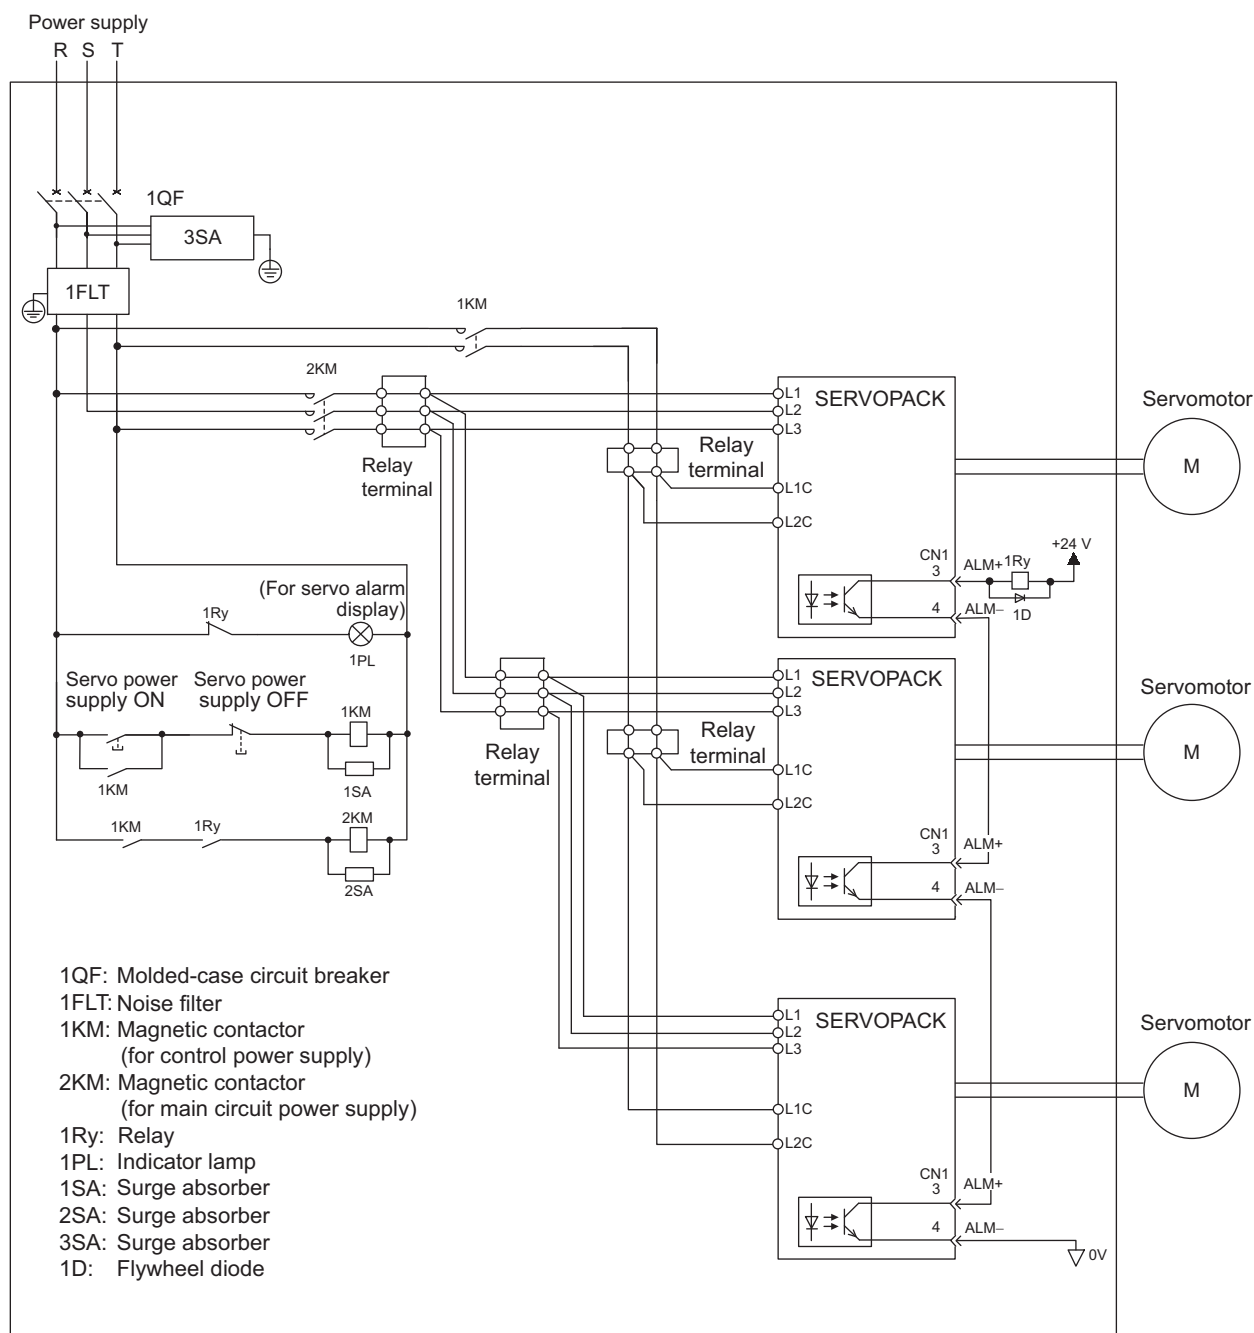 Power supply
R S T
1QF
3SA
1FLT
1KM
2KM
Relay
terminal
Relay
terminal
L1
L2
L3
L1C
L2C
SERVOPACK
CN1
3
4
ALM+
ALM−
1Ry
+24 V
1D
Servomotor
M
(For servo alarm
display)
1Ry
1PL
Servo power
supply ON
Servo power
supply OFF
1KM
1KM
1SA
1KM
1Ry
2KM
2SA
Relay
terminal
Relay
terminal
L1
L2
L3
L1C
L2C
SERVOPACK
CN1
3
4
ALM+
ALM−
Servomotor
M
L1
L2
L3
L1C
L2C
SERVOPACK
CN1
3
4
ALM+
ALM−
0V
Servomotor
M
1QF: Molded-case circuit breaker
1FLT: Noise filter
1KM: Magnetic contactor
(for control power supply)
2KM: Magnetic contactor
(for main circuit power supply)
1Ry: Relay
1PL: Indicator lamp
1SA: Surge absorber
2SA: Surge absorber
3SA: Surge absorber
1D: Flywheel diode